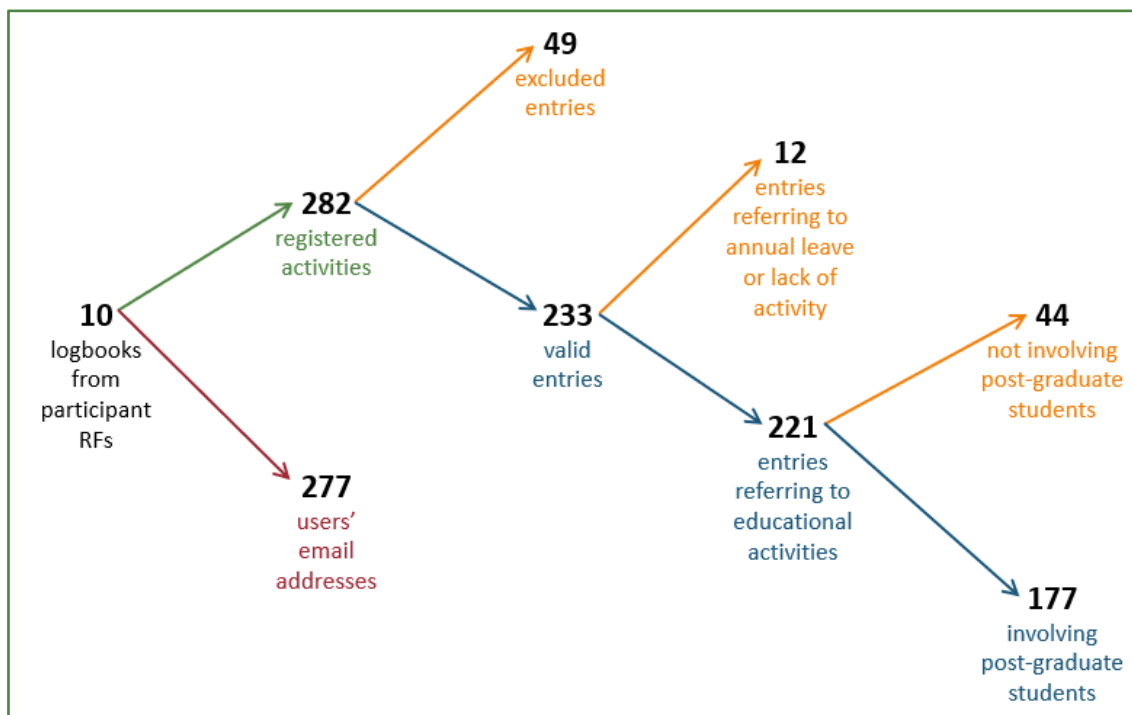 49
excluded
entries
12
entries
referring to
annual leave
or lack of
activity
282
registered
activities
10
logbooks
from
participant
RFs
233
valid
entries
44
not involving
post-graduate
students
221
entries
referring to
educational
activities
277
users’
email
addresses
177
involving
post-graduate
students